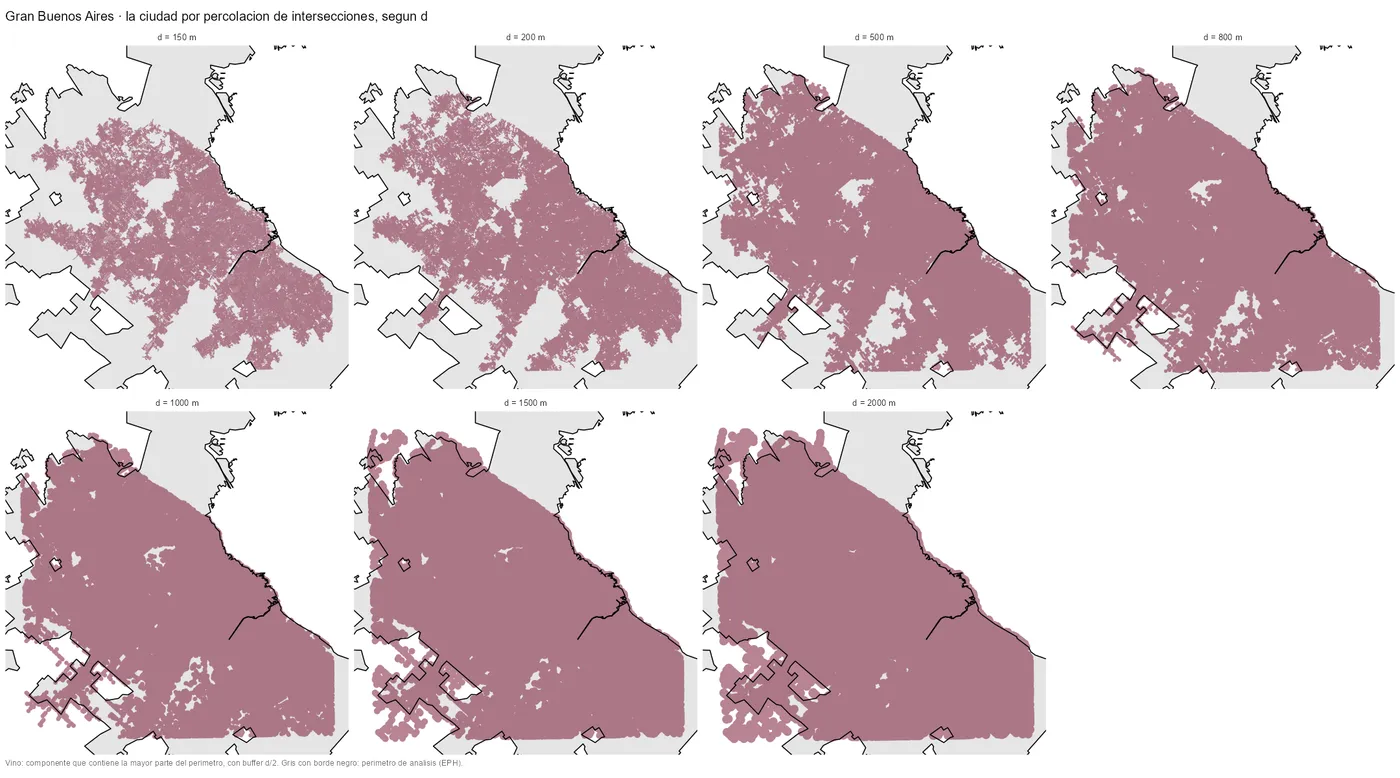 Gran Buenos Aires · la ciudad por percolacion de intersecciones, segun d
d = 150 m
d = 200 m
d = 500 m
d = 800 m
d = 1000 m
d = 1500 m
d = 2000 m
Vino: componente que contiene la mayor parte del perimetro, con buffer d/2. Gris con borde negro: perimetro de analisis (EPH).